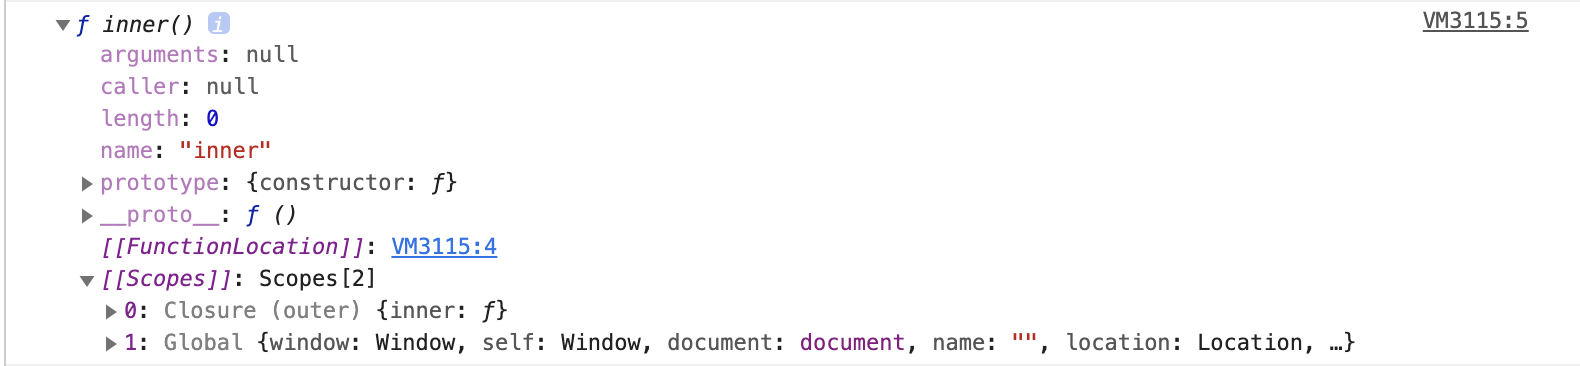 ▼ƒ inner() i VM3115:5
arguments: null
caller: null
length: 0
name: "inner"
▶prototype: {constructor: ƒ}
▶__proto__: ƒ ()
[[FunctionLocation]]: VM3115:4
▼[[Scopes]]: Scopes[2]
▶0: Closure (outer) {inner: ƒ}
▶1: Global {window: Window, self: Window, document: document, name: "", location: Location, …}